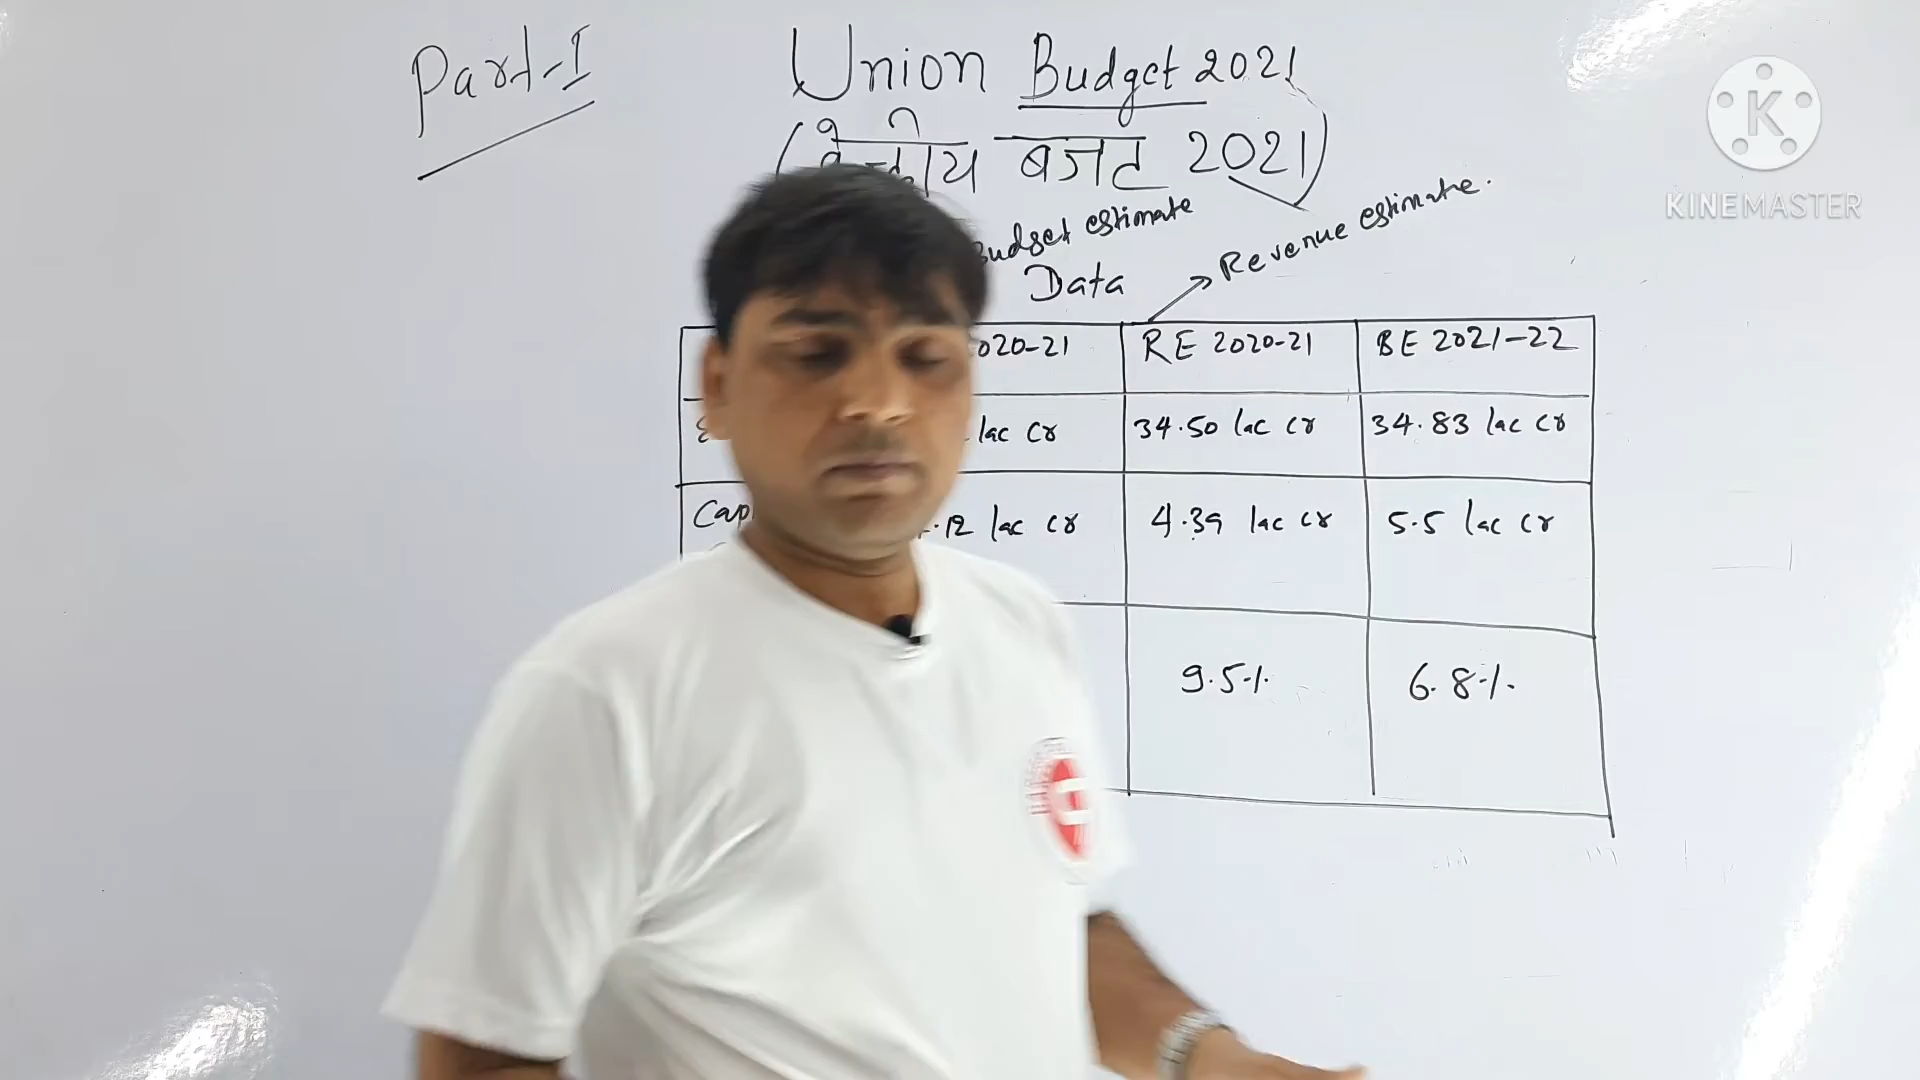 Part-I
Union Budget 2021
बजट 2021)
Budget estimate
Revenue estimate.
Data
020-21 RE 2020-21 BE 2021-22
lac cr 34.50 lac cr 34.83 lac cr
Cap .12 lac cr 4.39 lac cr 5.5 lac cr
9.5% 6.8%.
KINEMASTER